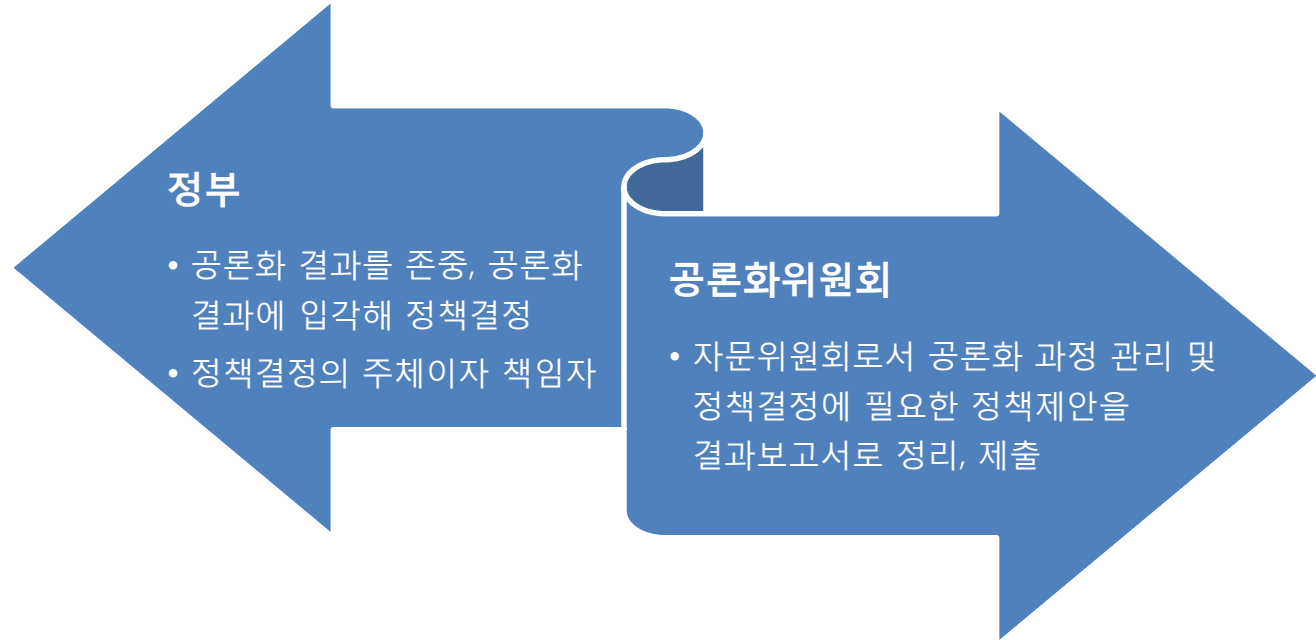 정부
• 공론화 결과를 존중, 공론화
결과에 입각해 정책결정
• 정책결정의 주체이자 책임자
공론화위원회
• 자문위원회로서 공론화 과정 관리 및
정책결정에 필요한 정책제안을
결과보고서로 정리, 제출